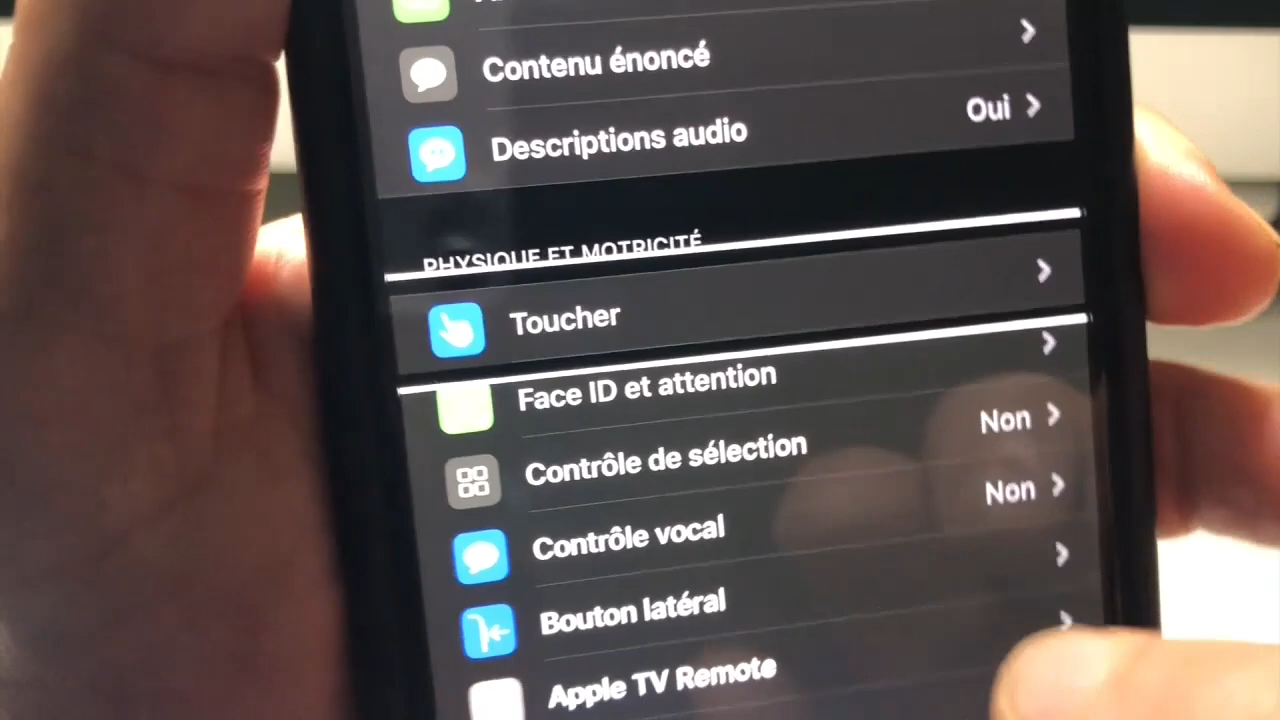 Contenu énoncé
Descriptions audio Oui
PHYSIQUE ET MOTRICITÉ
Toucher
Face ID et attention
Contrôle de sélection Non
Contrôle vocal Non
Bouton latéral
Apple TV Remote